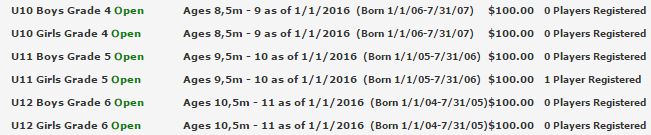 U10 Boys Grade 4 Open Ages 8,5m - 9 as of 1/1/2016 (Born 1/1/06-7/31/07) $100.00 0 Players Registered
U10 Girls Grade 4 Open Ages 8,5m - 9 as of 1/1/2016 (Born 1/1/06-7/31/07) $100.00 0 Players Registered
U11 Boys Grade 5 Open Ages 9,5m - 10 as of 1/1/2016 (Born 1/1/05-7/31/06) $100.00 0 Players Registered
U11 Girls Grade 5 Open Ages 9,5m - 10 as of 1/1/2016 (Born 1/1/05-7/31/06) $100.00 1 Player Registered
U12 Boys Grade 6 Open Ages 10,5m - 11 as of 1/1/2016 (Born 1/1/04-7/31/05) $100.00 0 Players Registered
U12 Girls Grade 6 Open Ages 10,5m - 11 as of 1/1/2016 (Born 1/1/04-7/31/05) $100.00 0 Players Registered